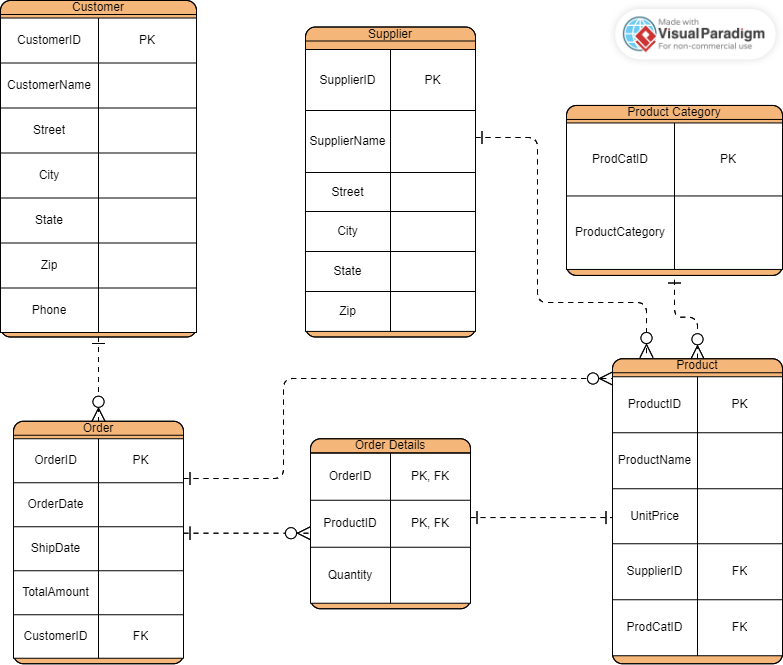 Customer
CustomerID PK
CustomerName
Street
City
State
Zip
Phone
Supplier
SupplierID PK
SupplierName
Street
City
State
Zip
Made with
VisualParadigm
For non-commercial use
Product Category
ProdCatID PK
ProductCategory
Order
OrderID PK
OrderDate
ShipDate
TotalAmount
CustomerID FK
Order Details
OrderID PK, FK
ProductID PK, FK
Quantity
Product
ProductID PK
ProductName
UnitPrice
SupplierID FK
ProdCatID FK